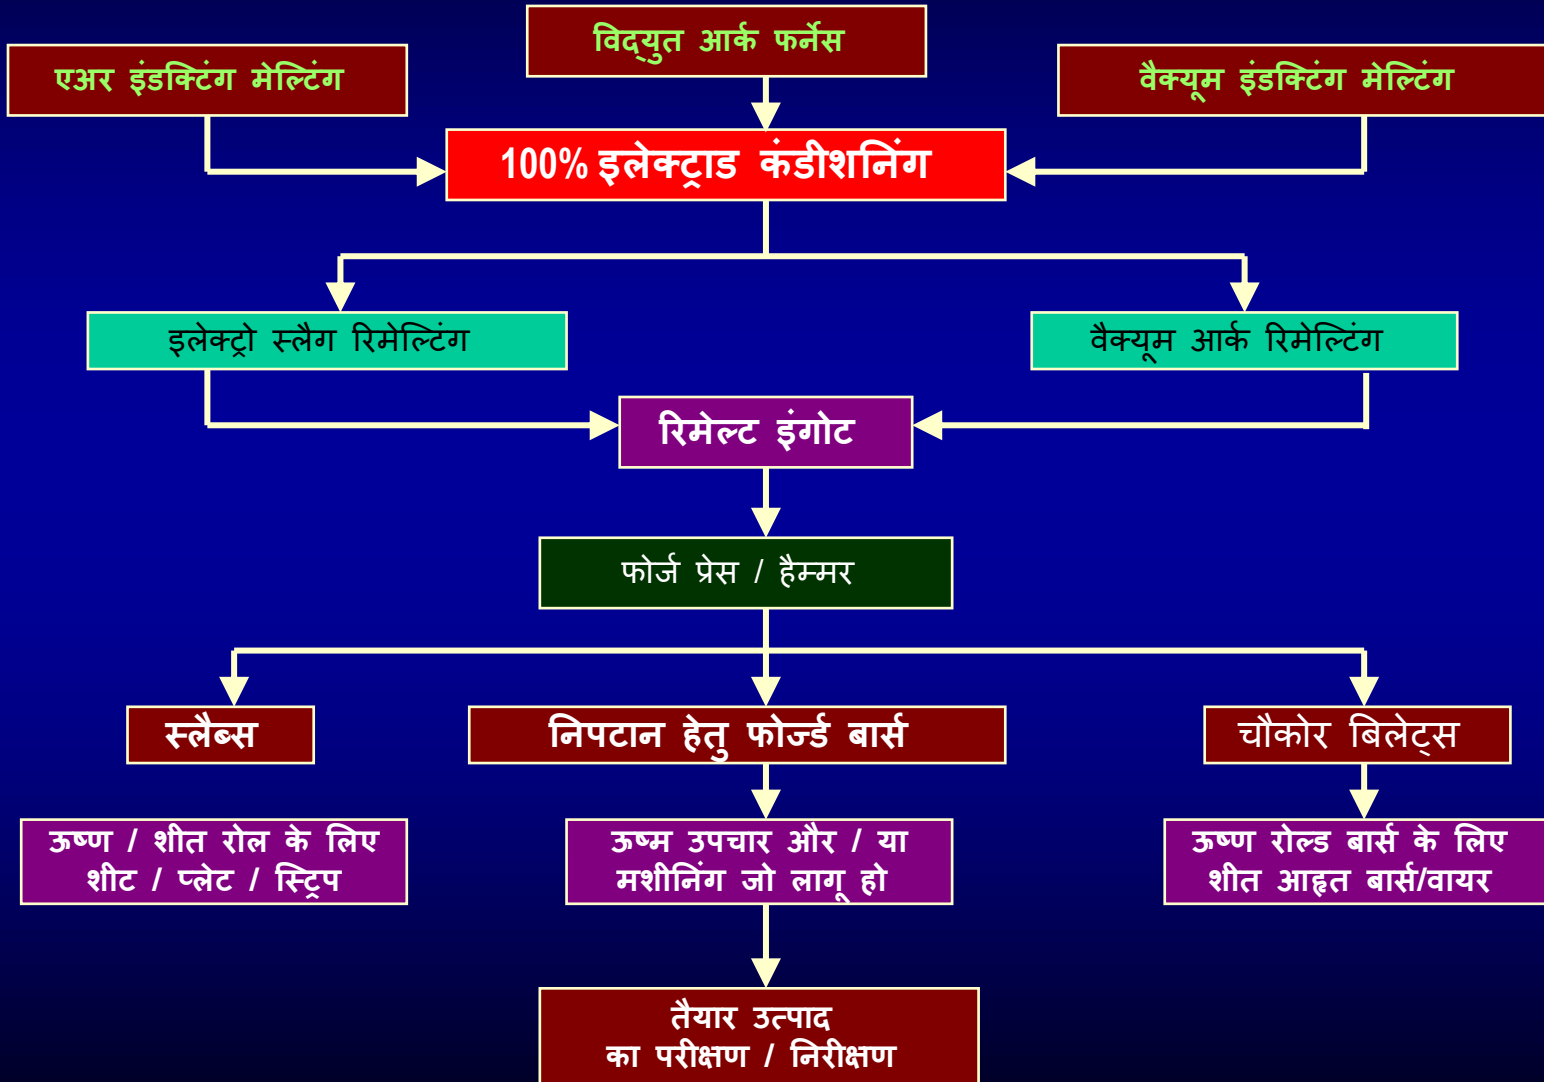 विद्युत आर्क फर्नेस
एअर इंडक्टिंग मेल्टिंग
वैक्यूम इंडक्टिंग मेल्टिंग
100% इलेक्ट्राड कंडीशनिंग
इलेक्ट्रो स्लैग रिमेल्टिंग
वैक्यूम आर्क रिमेल्टिंग
रिमेल्ट इंगोट
फोर्ज प्रेस / हैम्मर
स्लैब्स
निपटान हेतु फोर्ज्ड बार्स
चौकोर बिलेट्स
ऊष्ण / शीत रोल के लिए
शीट / प्लेट / स्ट्रिप
ऊष्म उपचार और / या
मशीनिंग जो लागू हो
ऊष्ण रोल्ड बार्स के लिए
शीत आहृत बार्स/वायर
तैयार उत्पाद
का परीक्षण / निरीक्षण